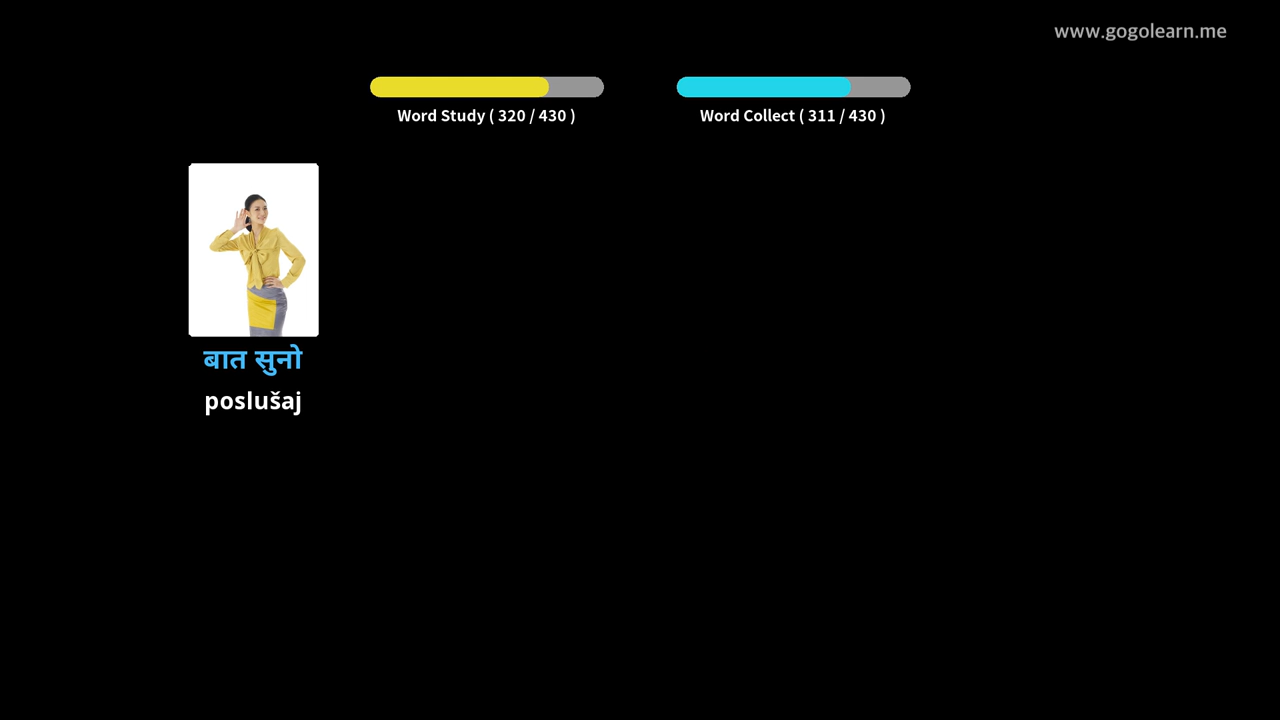 www.gogolearn.me
Word Study ( 320 / 430 )
Word Collect ( 311 / 430 )
बात सुनो
poslušaj